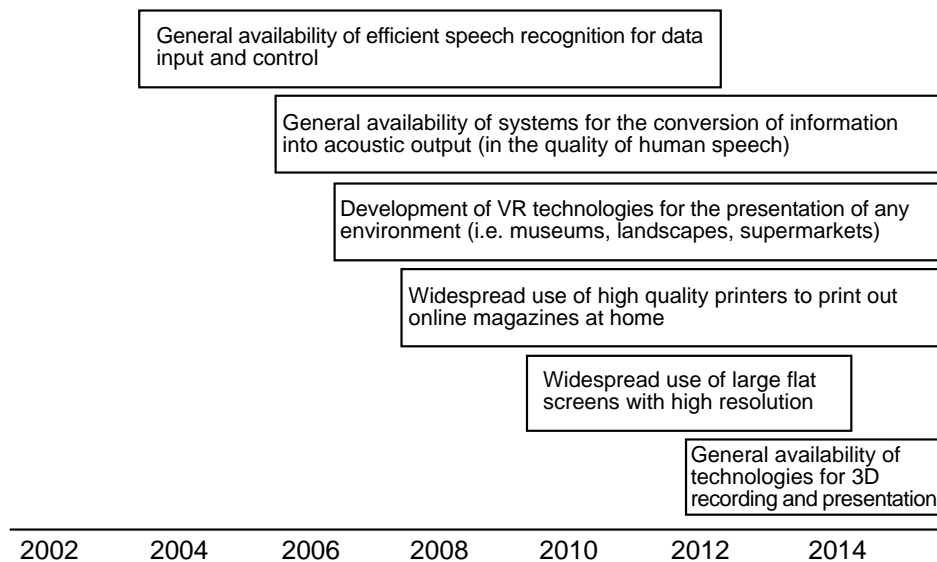 General availability of efficient speech recognition for data
input and control
General availability of systems for the conversion of information
into acoustic output (in the quality of human speech)
Development of VR technologies for the presentation of any
environment (i.e. museums, landscapes, supermarkets)
Widespread use of high quality printers to print out
online magazines at home
Widespread use of large flat
screens with high resolution
General availability of
technologies for 3D
recording and presentation
2002 2004 2006 2008 2010 2012 2014